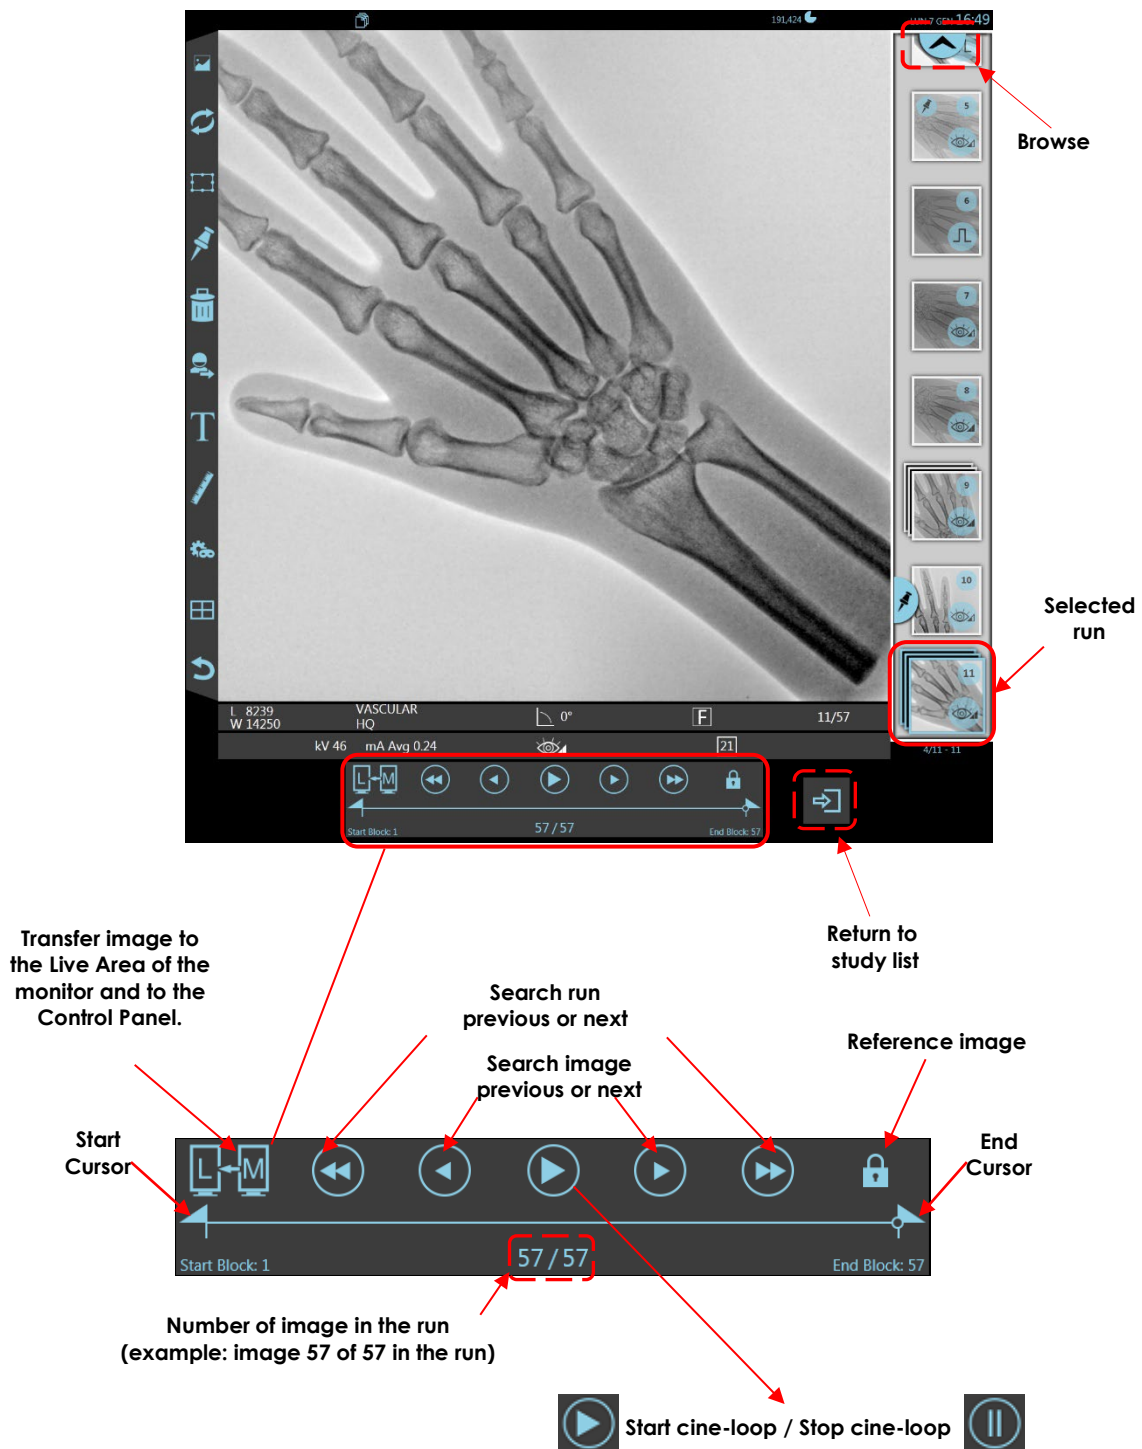 191,424
LUN 7 GEN 16:49
L
5
Browse
6
7
8
9
10
Selected
run
11
L 8239
W 14250
VASCULAR
HQ
0°
F
11/57
kV 46 mA Avg 0.24
21
4/11 - 11
L M
Start Block: 1
57/57
End Block: 57
Return to
study list
Transfer image to
the Live Area of the
monitor and to the
Control Panel.
Search run
previous or next
Reference image
Search image
previous or next
Start
Cursor
End
Cursor
L M
Start Block: 1
57/57
End Block: 57
T
Number of image in the run
(example: image 57 of 57 in the run)
Start cine-loop / Stop cine-loop